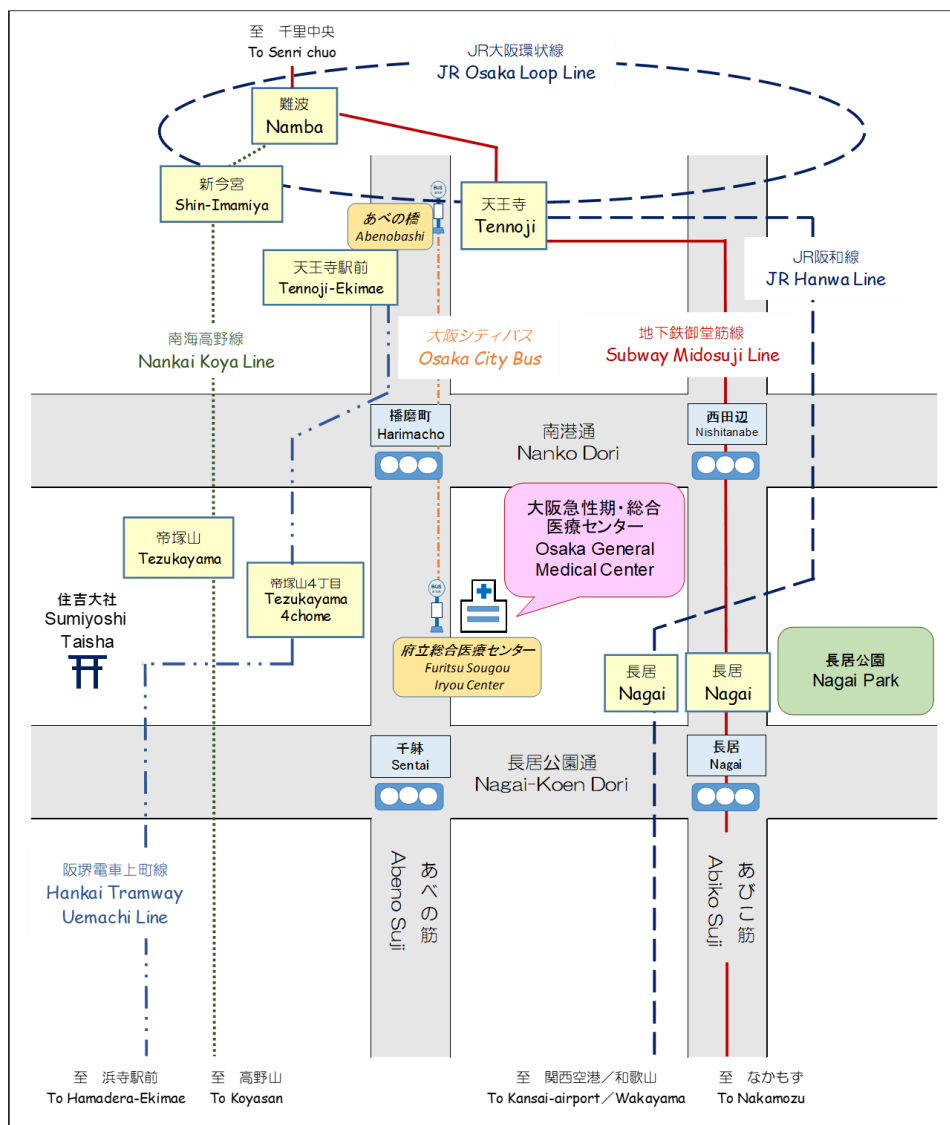 至　千里中央
To Senri chuo
JR大阪環状線
JR Osaka Loop Line
難波
Namba
新今宮
Shin-Imamiya
天王寺
Tennoji
BUS
STOP
あべの橋
Abenobashi
天王寺駅前
Tennoji-Ekimae
JR阪和線
JR Hanwa Line
南海高野線
Nankai Koya Line
大阪シティバス
Osaka City Bus
地下鉄御堂筋線
Subway Midosuji Line
播磨町
Harimacho
南港通
Nanko Dori
西田辺
Nishitanabe
大阪急性期・総合
医療センター
Osaka General
Medical Center
帝塚山
Tezukayama
帝塚山4丁目
Tezukayama
4chome
BUS
STOP
住吉大社
Sumiyoshi
Taisha
府立総合医療センター
Furitsu Sougou
Iryou Center
長居
Nagai
長居
Nagai
長居公園
Nagai Park
千躰
Sentai
長居公園通
Nagai-Koen Dori
長居
Nagai
阪堺電車上町線
Hankai Tramway
Uemachi Line
あべの筋
Abeno Suji
あびこ筋
Abiko Suji
至　浜寺駅前
To Hamadera-Ekimae
至　高野山
To Koyasan
至　関西空港／和歌山
To Kansai-airport／Wakayama
至　なかもず
To Nakamozu